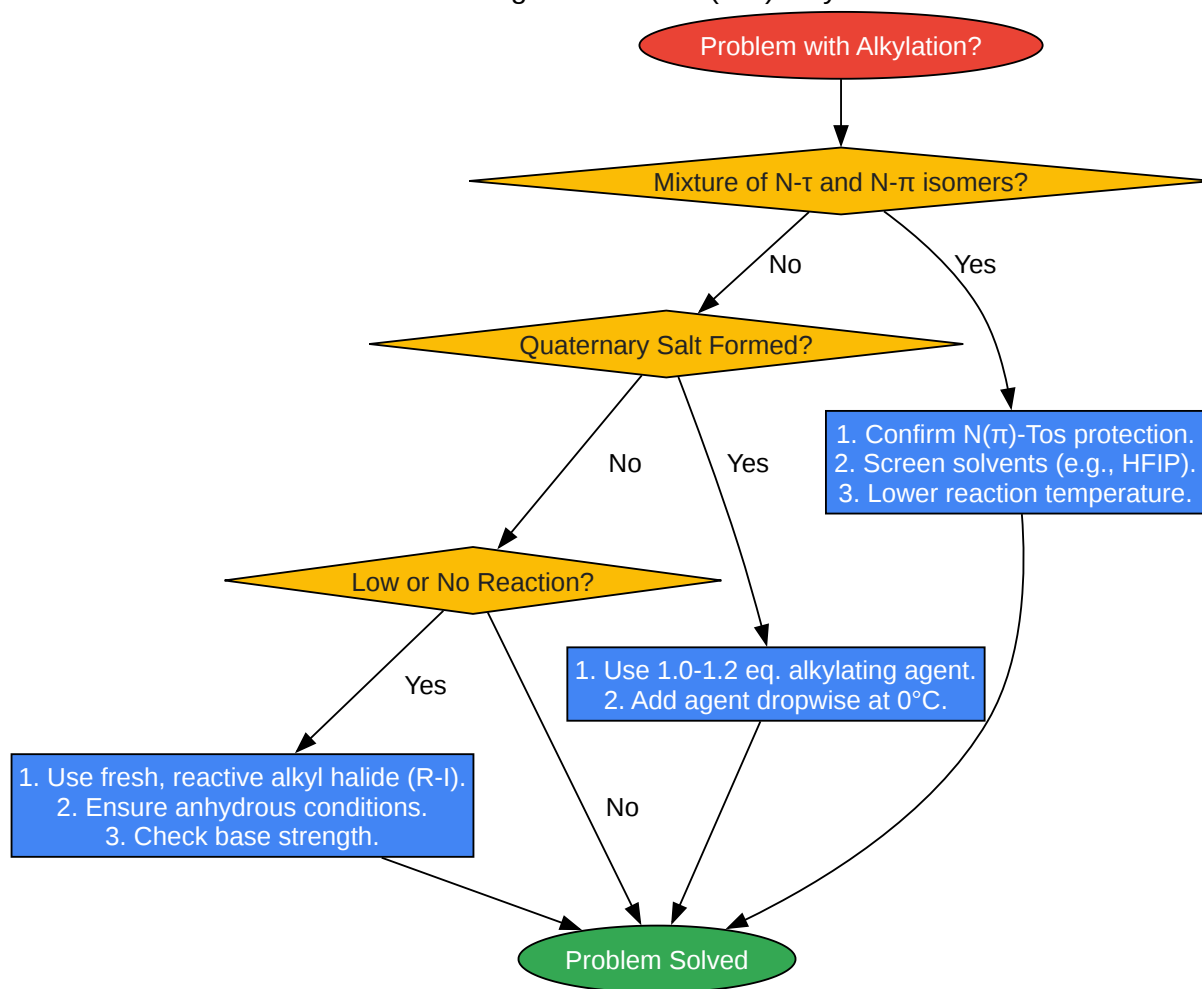 Problem with Alkylation?
Mixture of N-τ and N-π isomers?
No
Yes
Quaternary Salt Formed?
1. Confirm N(π)-Tos protection.
2. Screen solvents (e.g., HFIP).
3. Lower reaction temperature.
No
Yes
Low or No Reaction?
1. Use 1.0-1.2 eq. alkylating agent.
2. Add agent dropwise at 0°C.
Yes
1. Use fresh, reactive alkyl halide (R-I).
2. Ensure anhydrous conditions.
3. Check base strength.
No
Problem Solved